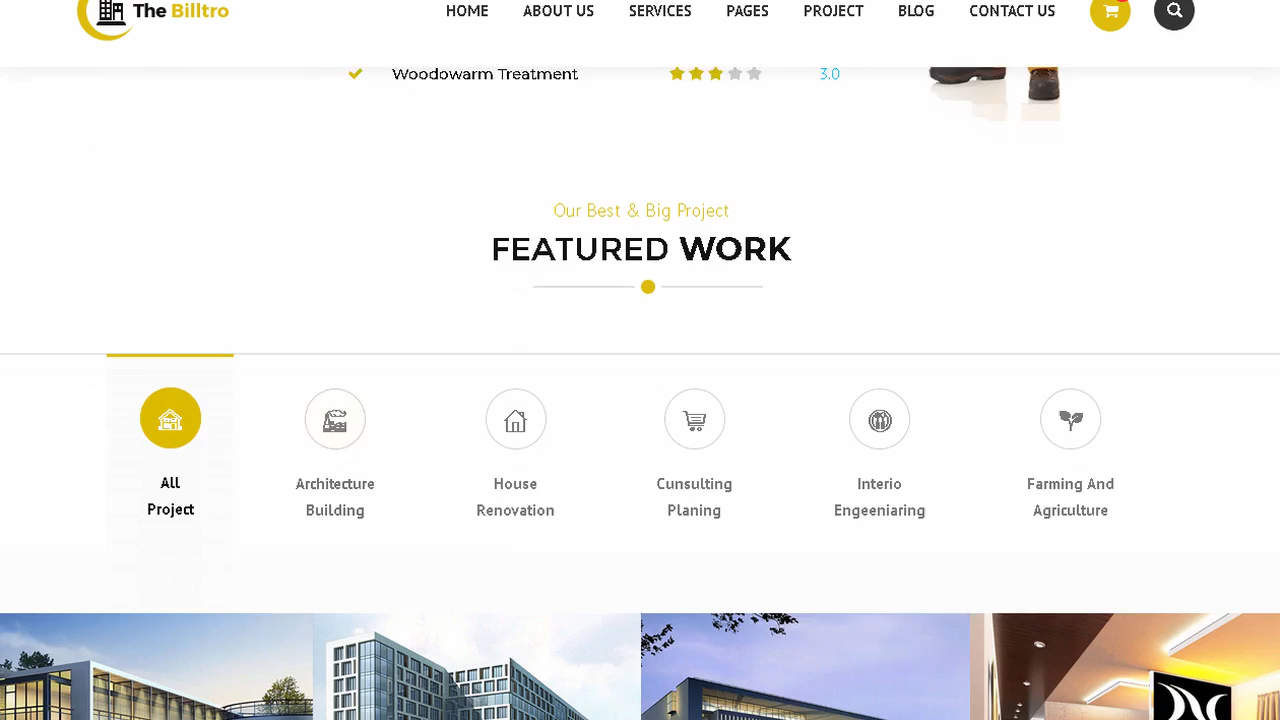 The Billtro
HOME ABOUT US SERVICES PAGES PROJECT BLOG CONTACT US
Woodowarm Treatment 3.0
Our Best & Big Project
FEATURED WORK
All Project
Architecture Building
House Renovation
Cunsulting Planing
Interio Engeeniaring
Farming And Agriculture